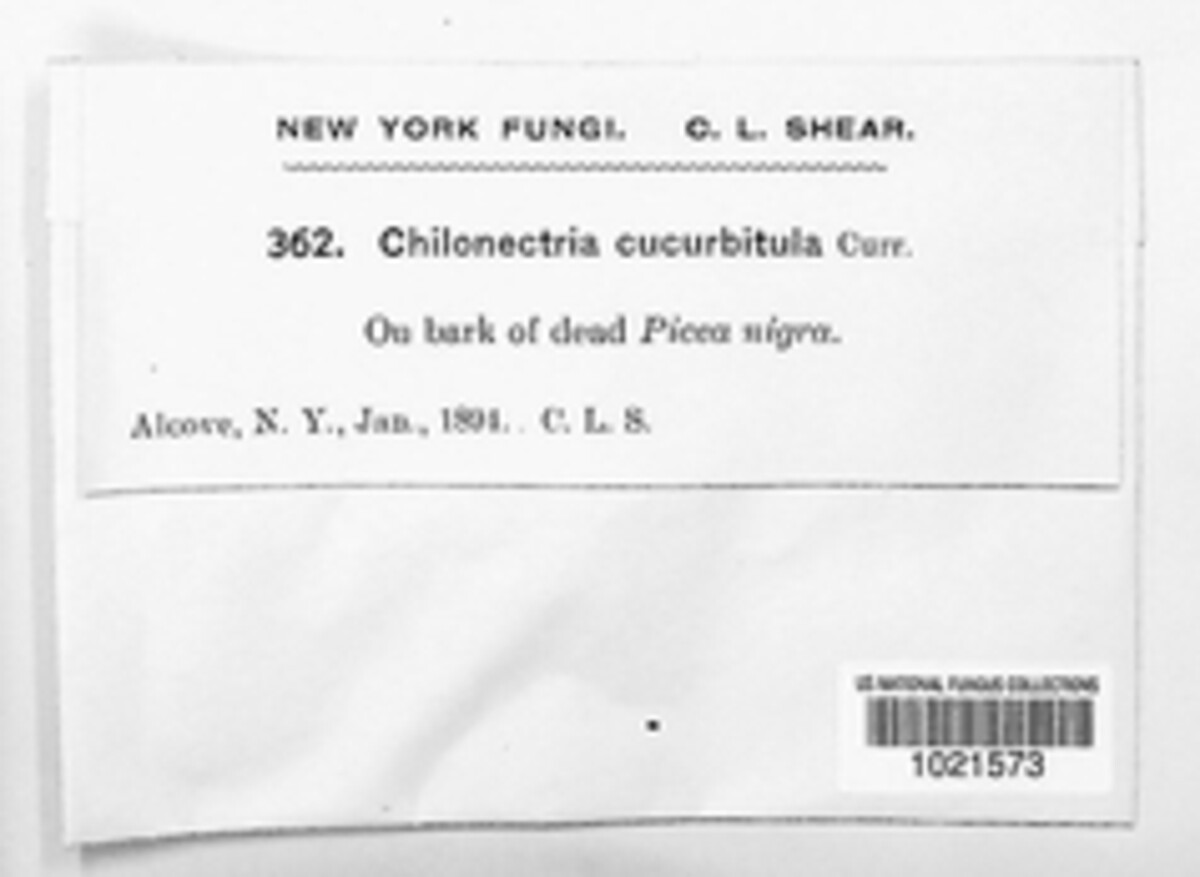 NEW YORK FUNGI. C. L. SHEAR.
362. Chilonectria cucurbitula Curr.
On bark of dead Picea nigra.
Alcove, N. Y., Jan., 1894. C. L. S.
US NATIONAL FUNGUS COLLECTIONS
1021573